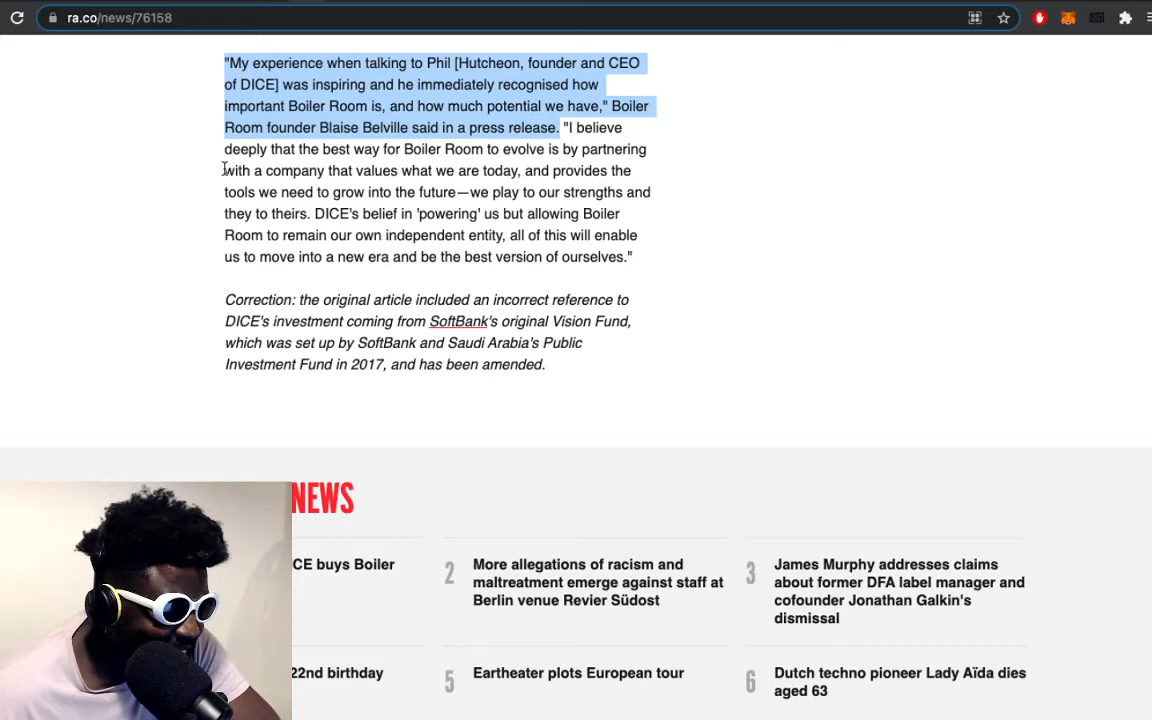 ra.co/news/76158
"My experience when talking to Phil [Hutcheon, founder and CEO
of DICE] was inspiring and he immediately recognised how
important Boiler Room is, and how much potential we have," Boiler
Room founder Blaise Belville said in a press release. "I believe
deeply that the best way for Boiler Room to evolve is by partnering
with a company that values what we are today, and provides the
tools we need to grow into the future—we play to our strengths and
they to theirs. DICE's belief in 'powering' us but allowing Boiler
Room to remain our own independent entity, all of this will enable
us to move into a new era and be the best version of ourselves."
Correction: the original article included an incorrect reference to
DICE's investment coming from SoftBank's original Vision Fund,
which was set up by SoftBank and Saudi Arabia's Public
Investment Fund in 2017, and has been amended.
NEWS
CE buys Boiler
2
More allegations of racism and
maltreatment emerge against staff at
Berlin venue Revier Südost
3
James Murphy addresses claims
about former DFA label manager and
cofounder Jonathan Galkin's
dismissal
22nd birthday
5
Eartheater plots European tour
6
Dutch techno pioneer Lady Aïda dies
aged 63